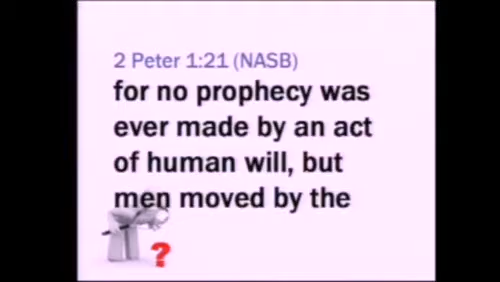 2 Peter 1:21 (NASB)
for no prophecy was
ever made by an act
of human will, but
men moved by the
?